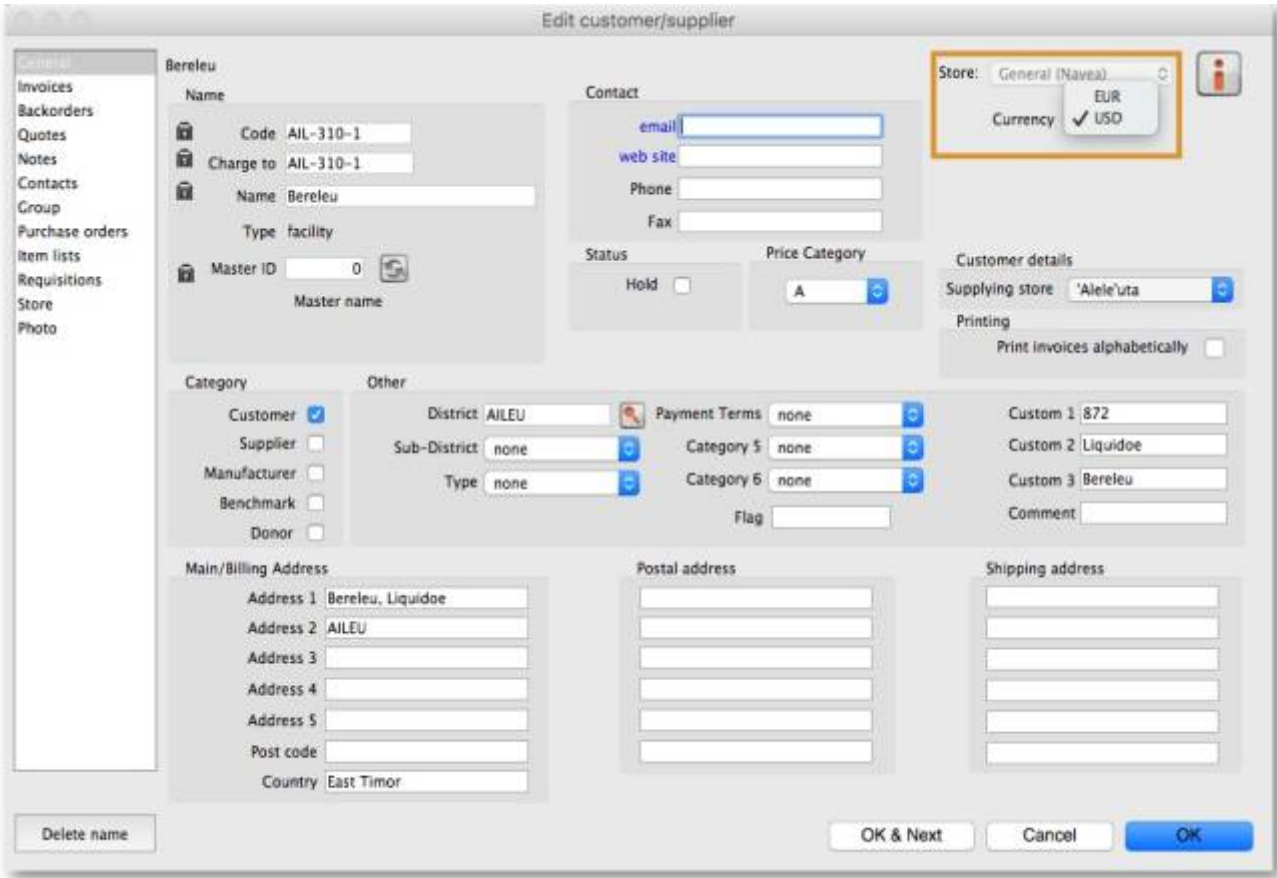 Edit customer/supplier
General
Invoices
Backorders
Quotes
Notes
Contacts
Group
Purchase orders
Item lists
Requisitions
Store
Photo
Delete name
Bereleu
Name
Code AIL-310-1
Charge to AIL-310-1
Name Bereleu
Type facility
Master ID 0
Master name
Contact
email
web site
Phone
Fax
Store: General (Navea)
EUR
Currency ✓ USD
Status
Hold
Price Category
A
Customer details
Supplying store 'Alele'uta
Printing
Print invoices alphabetically
Category
Customer
Supplier
Manufacturer
Benchmark
Donor
Other
District AILEU
Sub-District none
Type none
Payment Terms none
Category 5 none
Category 6 none
Flag
Custom 1 872
Custom 2 Liquidoe
Custom 3 Bereleu
Comment
Main/Billing Address
Address 1 Bereleu, Liquidoe
Address 2 AILEU
Address 3
Address 4
Address 5
Post code
Country East Timor
Postal address
Shipping address
OK & Next
Cancel
OK